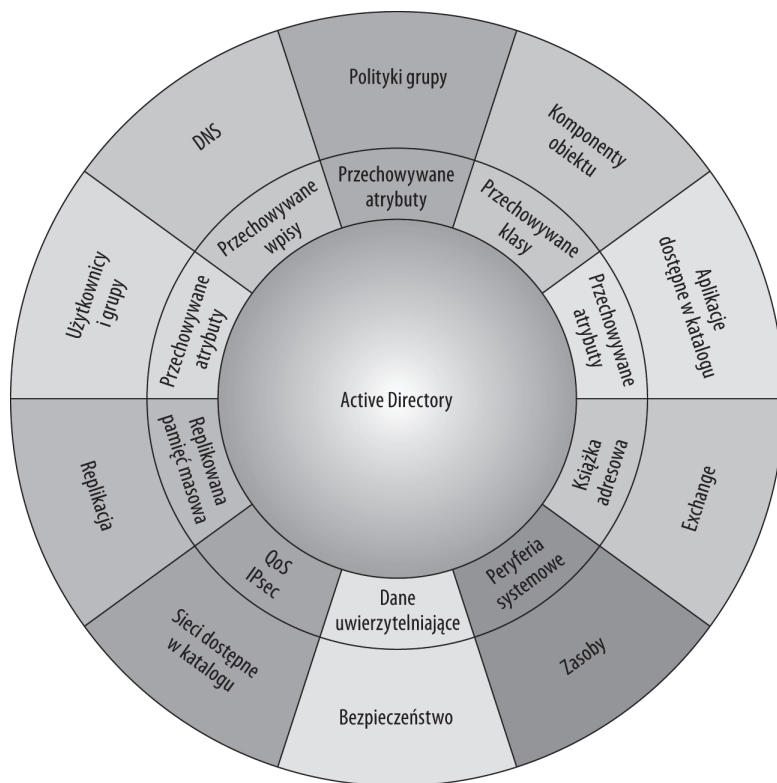 Polityki grupy
Przechowywane
atrybuty
Komponenty
obiektu
Przechowywane
klasy
Aplikacje
dostępne w katalogu
Przechowywane
atrybuty
Exchange
Książka
adresowa
Zasoby
Peryferia
systemowe
Bezpieczeństwo
Dane
uwierzytelniające
Sieci dostępne
w katalogu
QoS
IPsec
Replikacja
Replikowana
pamięć masowa
Użytkownicy
i grupy
Przechowywane
atrybuty
DNS
Przechowywane
wpisy
Active Directory